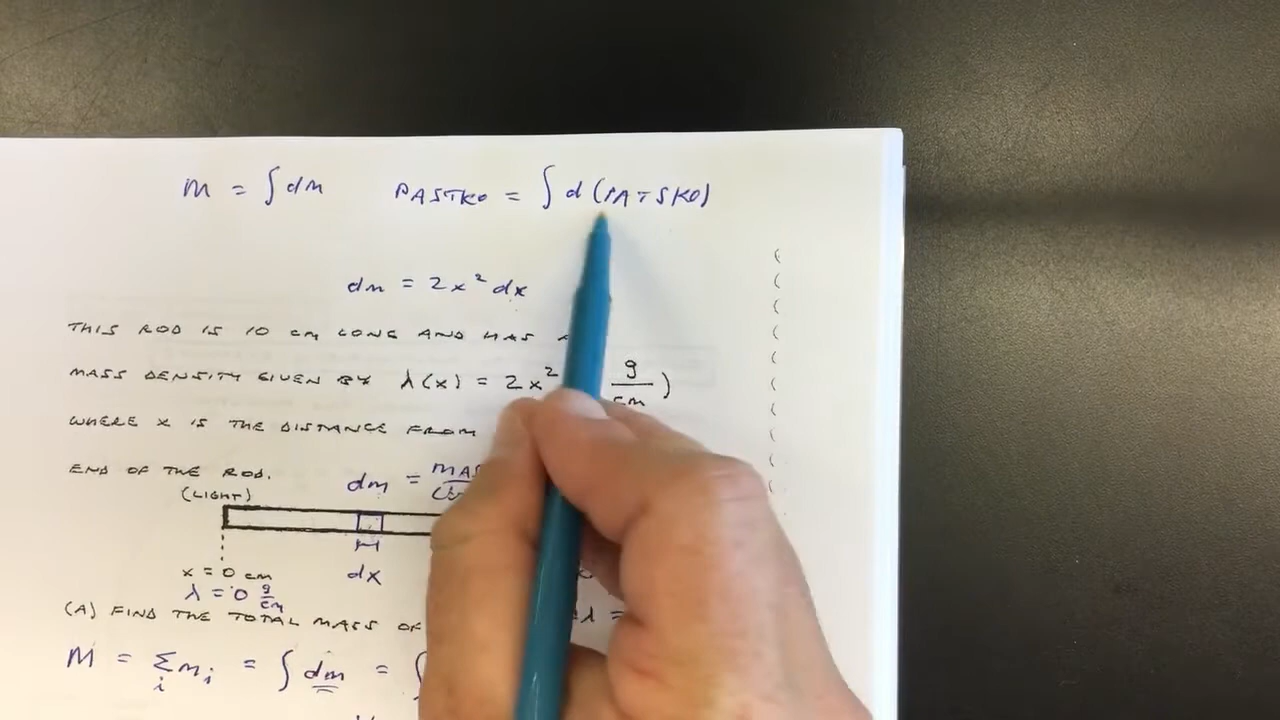 M = ∫ dm PASTKO = ∫ d (PATSKO)
dm = 2x² dx
THIS ROD IS 10 cm LONG AND HAS
MASS DENSITY GIVEN BY λ(x) = 2x² g/cm )
WHERE X IS THE DISTANCE FROM
END OF THE ROD.
(LIGHT) dm =
x = 0 cm dx
λ = 0 g/cm
(A) FIND THE TOTAL MASS OF λ =
M = Σ mᵢ = ∫ dm = ∫
i